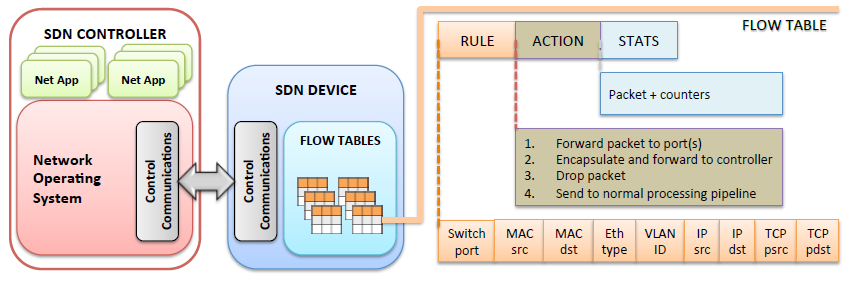 SDN CONTROLLER
Net App
Net App
Network
Operating
System
Control
Communications
SDN DEVICE
Control
Communications
FLOW TABLES
FLOW TABLE
RULE
ACTION
STATS
Packet + counters
1. Forward packet to port(s)
2. Encapsulate and forward to controller
3. Drop packet
4. Send to normal processing pipeline
Switch
port
MAC
src
MAC
dst
Eth
type
VLAN
ID
IP
src
IP
dst
TCP
psrc
TCP
pdst